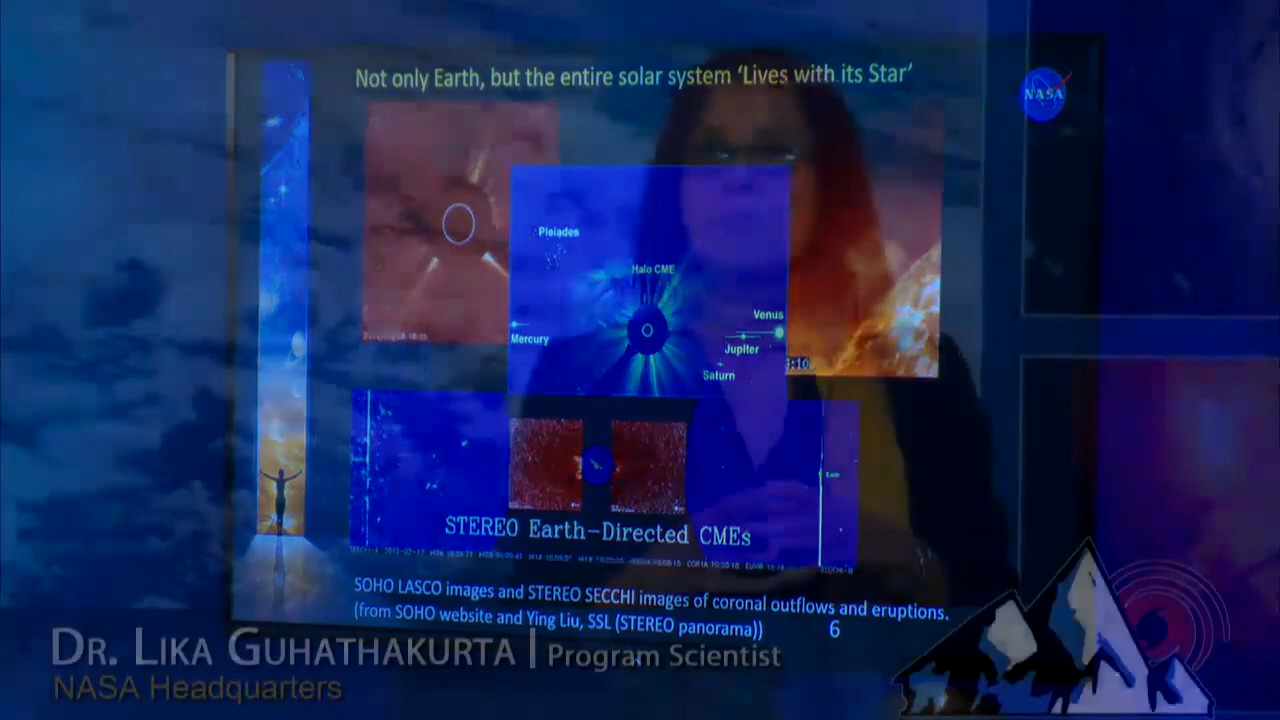 Not only Earth, but the entire solar system ‘Lives with its Star’
NASA
Pleiades
Halo CME
Mercury
Venus
Jupiter
Saturn
STEREO Earth-Directed CMEs
SOHO LASCO images and STEREO SECCHI images of coronal outflows and eruptions.
(from SOHO website and Ying Liu, SSL (STEREO panorama))
6
DR. LIKA GUHATHAKURTA | Program Scientist
NASA Headquarters